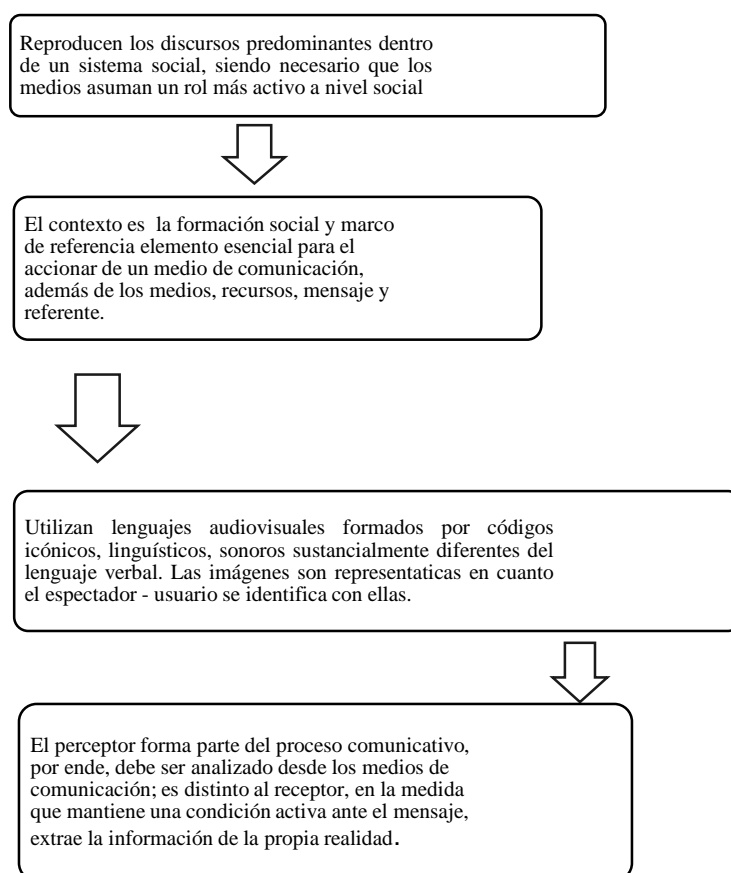 Reproducen los discursos predominantes dentro
de un sistema social, siendo necesario que los
medios asuman un rol más activo a nivel social
El contexto es la formación social y marco
de referencia elemento esencial para el
accionar de un medio de comunicación,
además de los medios, recursos, mensaje y
referente.
Utilizan lenguajes audiovisuales formados por códigos
icónicos, linguísticos, sonoros sustancialmente diferentes del
lenguaje verbal. Las imágenes son representaticas en cuanto
el espectador - usuario se identifica con ellas.
El perceptor forma parte del proceso comunicativo,
por ende, debe ser analizado desde los medios de
comunicación; es distinto al receptor, en la medida
que mantiene una condición activa ante el mensaje,
extrae la información de la propia realidad.